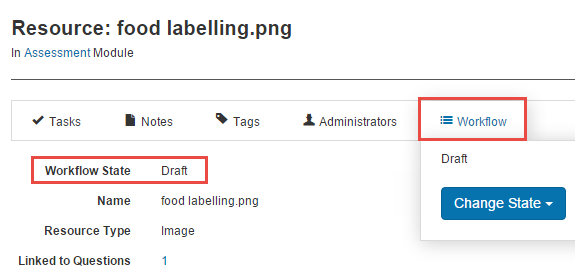 Resource: food labelling.png
In Assessment Module
Tasks Notes Tags Administrators Workflow
Workflow State Draft
Draft
Name food labelling.png
Change State
Resource Type Image
Linked to Questions 1